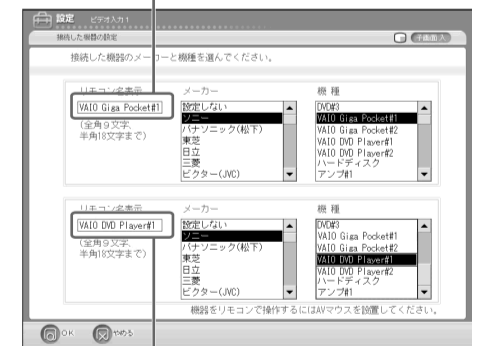 設定 ビデオ入力1
接続した機器の設定
子画面 入
接続した機器のメーカーと機種を選んでください。
リモコン名表示 メーカー 機 種
VAIO Giga Pocket#1
(全角9文字、
半角18文字まで)
設定しない
ソニー
パナソニック(松下)
東芝
日立
三菱
ビクター(JVC)
DVD#3
VAIO Giga Pocket#1
VAIO Giga Pocket#2
VAIO DVD Player#1
VAIO DVD Player#2
ハードディスク
アンプ#1
リモコン名表示 メーカー 機 種
VAIO DVD Player#1
(全角9文字、
半角18文字まで)
設定しない
ソニー
パナソニック(松下)
東芝
日立
三菱
ビクター(JVC)
DVD#3
VAIO Giga Pocket#1
VAIO Giga Pocket#2
VAIO DVD Player#1
VAIO DVD Player#2
ハードディスク
アンプ#1
機器をリモコンで操作するにはAVマウスを設置してください。
OK やめる